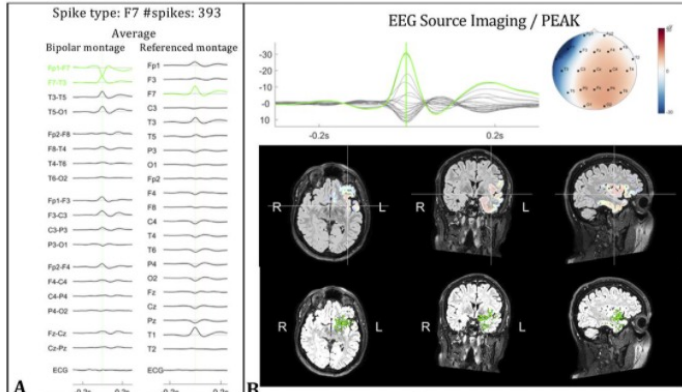 Spike type: F7 #spikes: 393
Average
Bipolar montage
Fp1-F7
F7-T3
T3-T5
T5-O1
Fp2-F8
F8-T4
T4-T6
T6-O2
Fp1-F3
F3-C3
C3-P3
P3-O1
Fp2-F4
F4-C4
C4-P4
P4-O2
Fz-Cz
Cz-Pz
ECG
Referenced montage
Fp1
F3
F7
C3
T3
T5
P3
O1
Fp2
F4
F8
C4
T4
T6
P4
O2
Fz
Cz
Pz
T1
T2
ECG
A
EEG Source Imaging / PEAK
-30
-20
-10
-0
10
-0.2s
0.2s
R
L
R
L
R
L
R
L
B